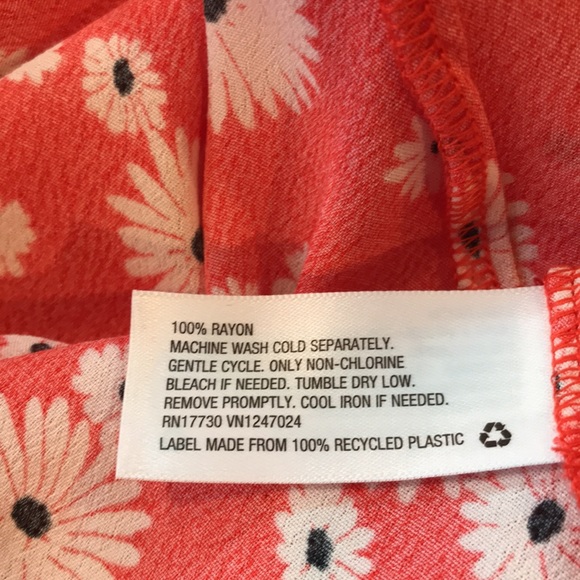 100% RAYON
MACHINE WASH COLD SEPARATELY.
GENTLE CYCLE. ONLY NON-CHLORINE
BLEACH IF NEEDED. TUMBLE DRY LOW.
REMOVE PROMPTLY. COOL IRON IF NEEDED.
RN17730 VN1247024
LABEL MADE FROM 100% RECYCLED PLASTIC